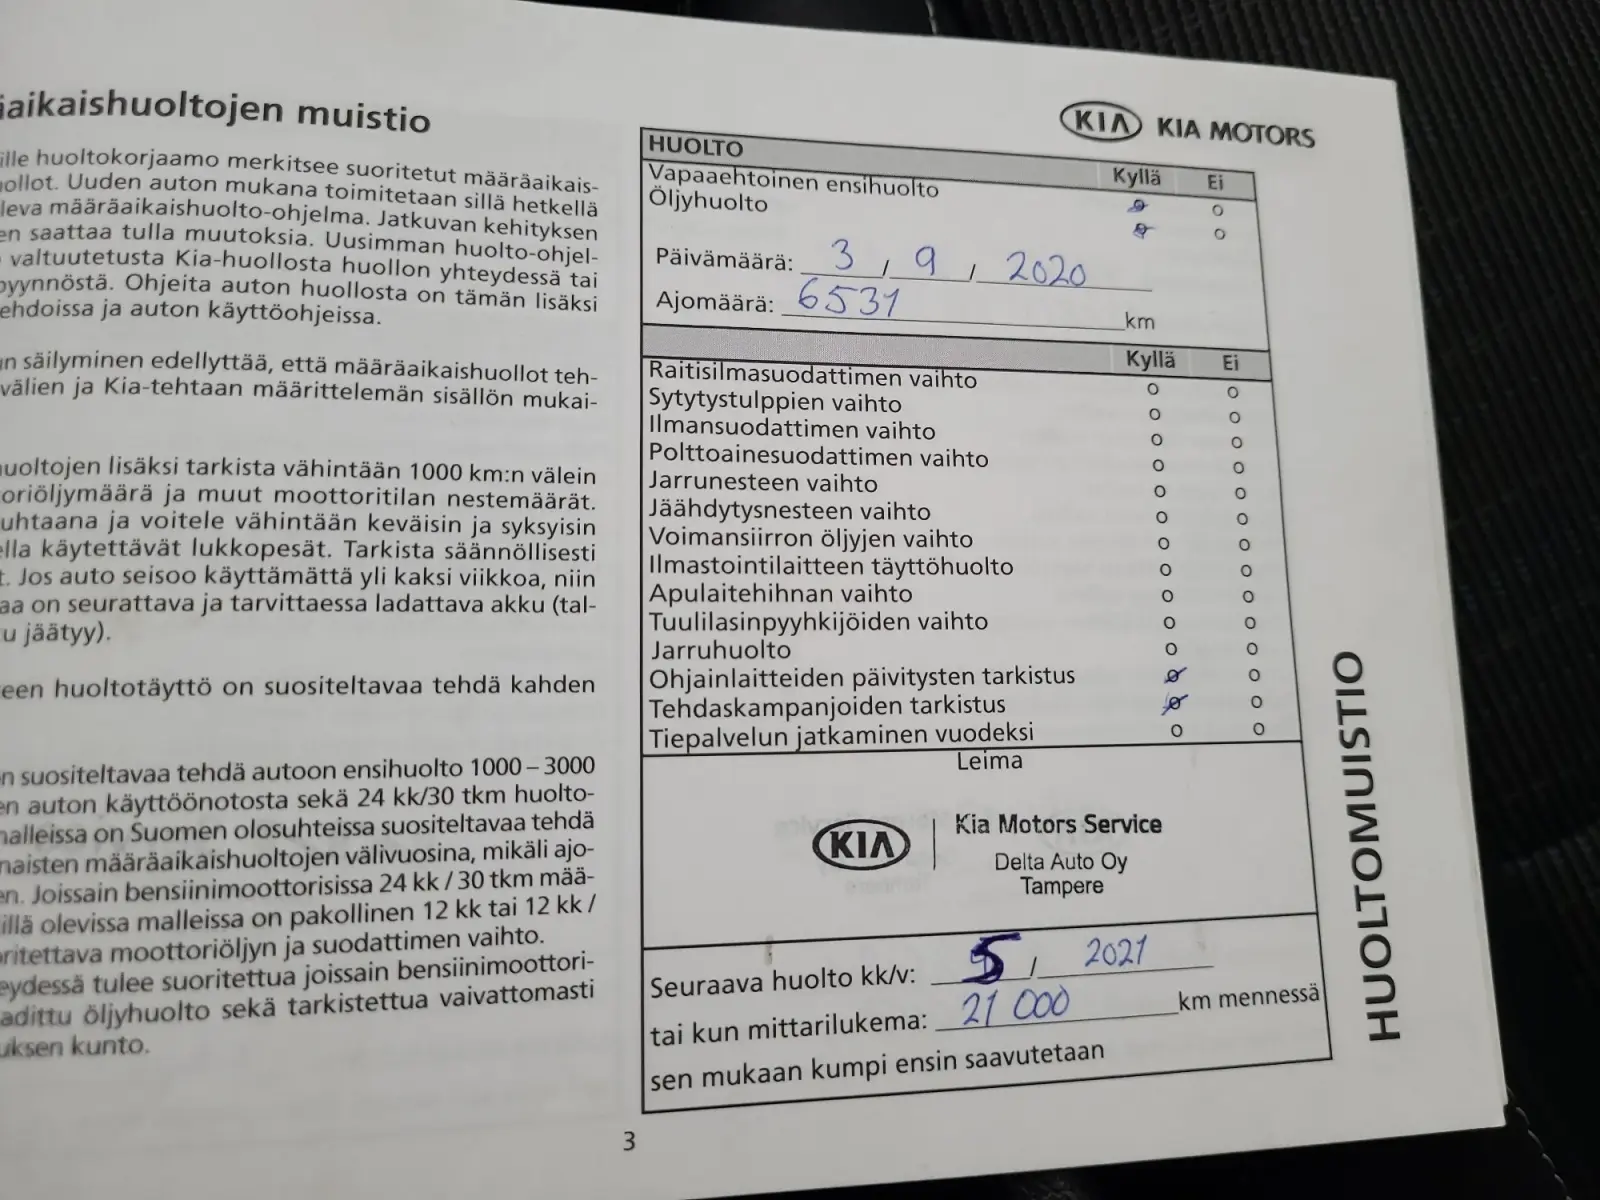 aikaishuoltojen muistio
ille huoltokorjaamo merkitsee suoritetut määräaikais-
ollot. Uuden auton mukana toimitetaan sillä hetkellä
leva määräaikaishuolto-ohjelma. Jatkuvan kehityksen
en saattaa tulla muutoksia. Uusimman huolto-ohjel-
valtuutetusta Kia-huollosta huollon yhteydessä tai
pyynnöstä. Ohjeita auton huollosta on tämän lisäksi
ehdoissa ja auton käyttöohjeissa.
n säilyminen edellyttää, että määräaikaishuollot teh-
välien ja Kia-tehtaan määrittelemän sisällön mukai-
uoltojen lisäksi tarkista vähintään 1000 km:n välein
oriöljymäärä ja muut moottoritilan nestemäärät.
uhtaana ja voitele vähintään keväisin ja syksyisin
lla käytettävät lukkopesät. Tarkista säännöllisesti
t. Jos auto seisoo käyttämättä yli kaksi viikkoa, niin
aa on seurattava ja tarvittaessa ladattava akku (tal-
u jäätyy).
een huoltotäyttö on suositeltavaa tehdä kahden
n suositeltavaa tehdä autoon ensihuolto 1000 – 3000
en auton käyttöönotosta sekä 24 kk/30 tkm huolto-
malleissa on Suomen olosuhteissa suositeltavaa tehdä
naisten määräaikaishuoltojen välivuosina, mikäli ajo-
en. Joissain bensiinimoottorisissa 24 kk / 30 tkm mää-
illä olevissa malleissa on pakollinen 12 kk tai 12 kk /
ritettava moottoriöljyn ja suodattimen vaihto.
eydessä tulee suoritettua joissain bensiinimoottori-
adittu öljyhuolto sekä tarkistettua vaivattomasti
uksen kunto.
3
KIA KIA MOTORS
HUOLTO Kyllä Ei
Vapaaehtoinen ensihuolto
Öljyhuolto
Päivämäärä: 3 / 9 / 2020
Ajomäärä: 6531 km
Kyllä Ei
Raitisilmasuodattimen vaihto
Sytytystulppien vaihto
Ilmansuodattimen vaihto
Polttoainesuodattimen vaihto
Jarrunesteen vaihto
Jäähdytysnesteen vaihto
Voimansiirron öljyjen vaihto
Ilmastointilaitteen täyttöhuolto
Apulaitehihnan vaihto
Tuulilasinpyyhkijöiden vaihto
Jarruhuolto
Ohjainlaitteiden päivitysten tarkistus
Tehdaskampanjoiden tarkistus
Tiepalvelun jatkaminen vuodeksi
Leima
KIA Kia Motors Service
Delta Auto Oy
Tampere
Seuraava huolto kk/v: 5 / 2021
tai kun mittarilukema: 21 000 km mennessä
sen mukaan kumpi ensin saavutetaan
HUOLTOMUISTIO